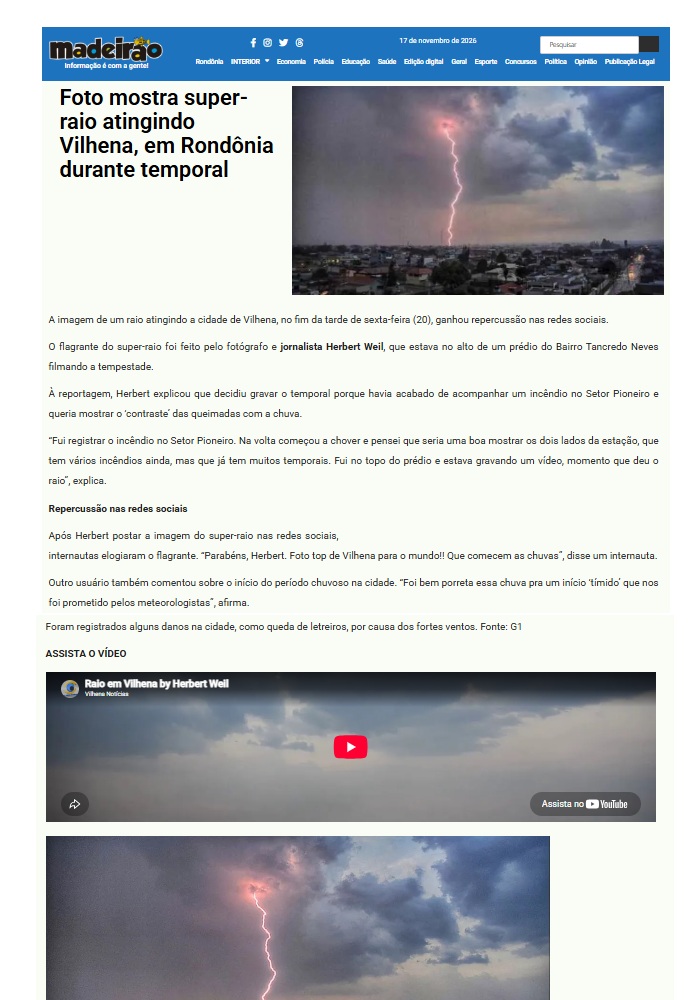 madeirão
Informação é com a gente!
17 de novembro de 2026
Pesquisar
Rondônia INTERIOR Economia Polícia Educação Saúde Edição digital Geral Esporte Concursos Política Opinião Publicação Legal
Foto mostra super-
raio atingindo
Vilhena, em Rondônia
durante temporal
A imagem de um raio atingindo a cidade de Vilhena, no fim da tarde de sexta-feira (20), ganhou repercussão nas redes sociais.
O flagrante do super-raio foi feito pelo fotógrafo e jornalista Herbert Weil, que estava no alto de um prédio do Bairro Tancredo Neves
filmando a tempestade.
À reportagem, Herbert explicou que decidiu gravar o temporal porque havia acabado de acompanhar um incêndio no Setor Pioneiro e
queria mostrar o ‘contraste’ das queimadas com a chuva.
“Fui registrar o incêndio no Setor Pioneiro. Na volta começou a chover e pensei que seria uma boa mostrar os dois lados da estação, que
tem vários incêndios ainda, mas que já tem muitos temporais. Fui no topo do prédio e estava gravando um vídeo, momento que deu o
raio”, explica.
Repercussão nas redes sociais
Após Herbert postar a imagem do super-raio nas redes sociais,
internautas elogiaram o flagrante. “Parabéns, Herbert. Foto top de Vilhena para o mundo!! Que comecem as chuvas”, disse um internauta.
Outro usuário também comentou sobre o início do período chuvoso na cidade. “Foi bem porreta essa chuva pra um início ‘tímido’ que nos
foi prometido pelos meteorologistas”, afirma.
Foram registrados alguns danos na cidade, como queda de letreiros, por causa dos fortes ventos. Fonte: G1
ASSISTA O VÍDEO
Raio em Vilhena by Herbert Weil
Vilhena Notícias
Assista no YouTube